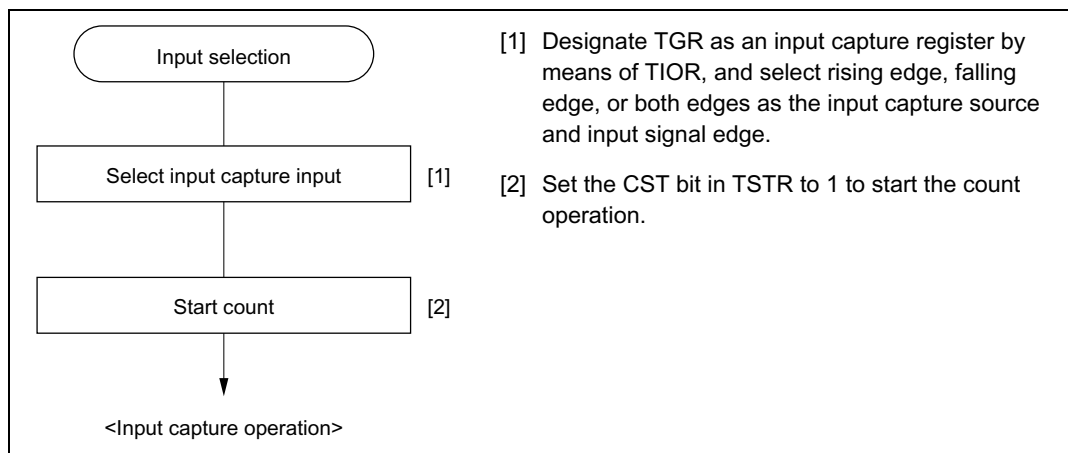 Input selection
Select input capture input
[1]
Start count
[2]
<Input capture operation>
[1] Designate TGR as an input capture register by
means of TIOR, and select rising edge, falling
edge, or both edges as the input capture source
and input signal edge.
[2] Set the CST bit in TSTR to 1 to start the count
operation.